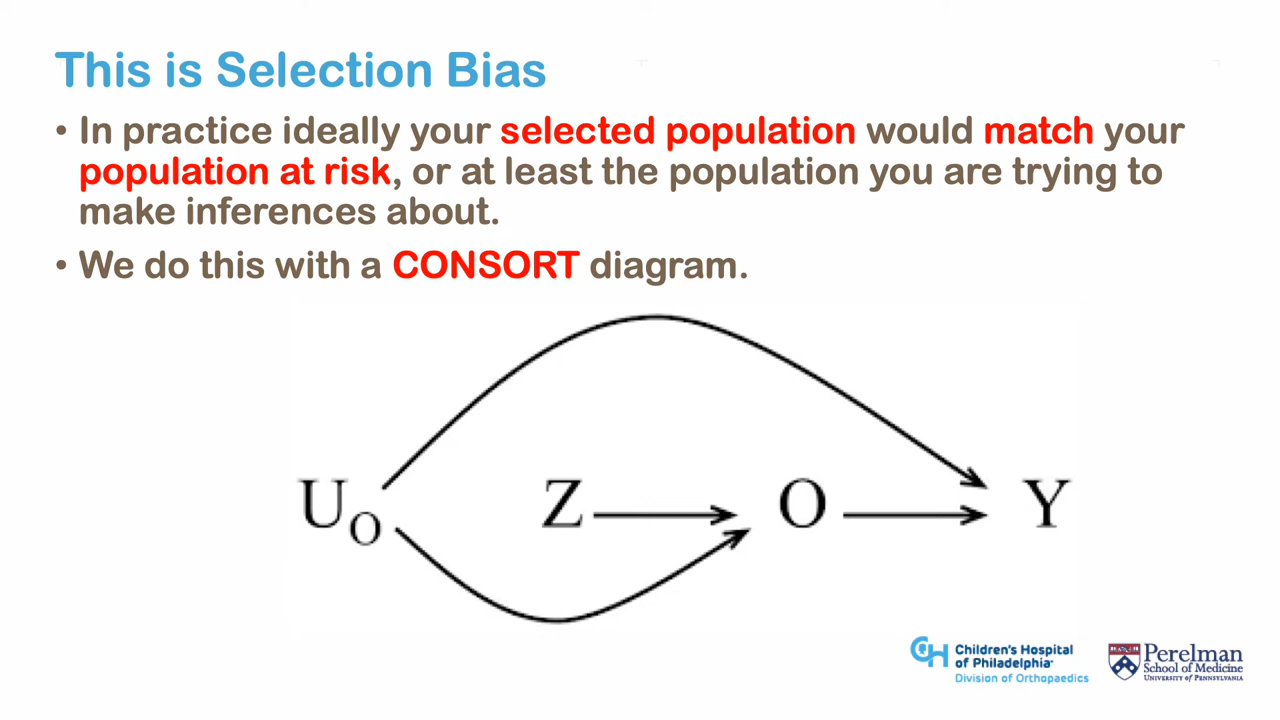 This is Selection Bias
• In practice ideally your selected population would match your
population at risk, or at least the population you are trying to
make inferences about.
• We do this with a CONSORT diagram.
U_O Z O Y
CH Children's Hospital
of Philadelphia
Division of Orthopaedics
Perelman
School of Medicine
University of Pennsylvania